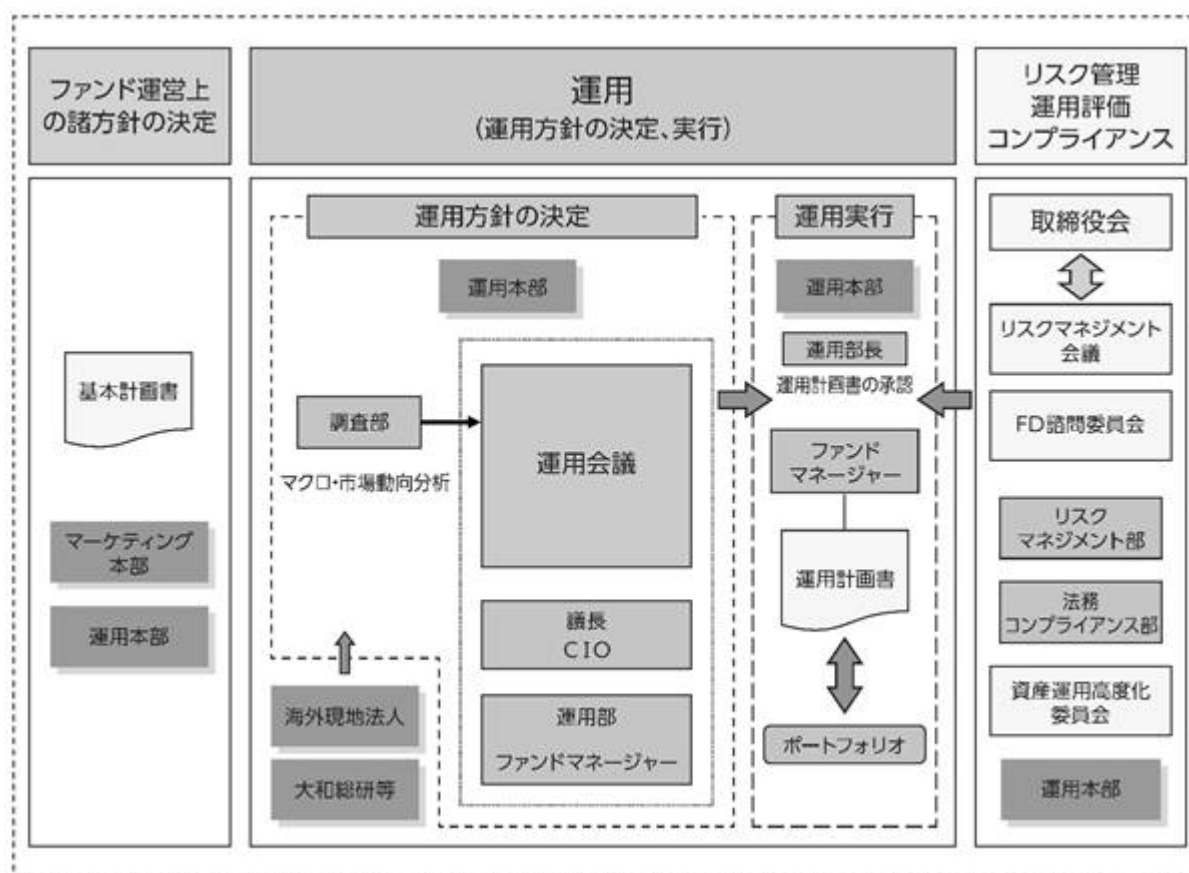 ファンド運営上
の諸方針の決定
運用
(運用方針の決定、実行)
リスク管理
運用評価
コンプライアンス
基本計画書
マーケティング
本部
運用本部
運用方針の決定
運用本部
調査部
マクロ・市場動向分析
運用会議
議長
CIO
運用部
ファンドマネージャー
海外現地法人
大和総研等
運用実行
運用本部
運用部長
運用計画書の承認
ファンド
マネージャー
運用計画書
ポートフォリオ
取締役会
リスクマネジメント
会議
FD諮問委員会
リスク
マネジメント部
法務
コンプライアンス部
資産運用高度化
委員会
運用本部